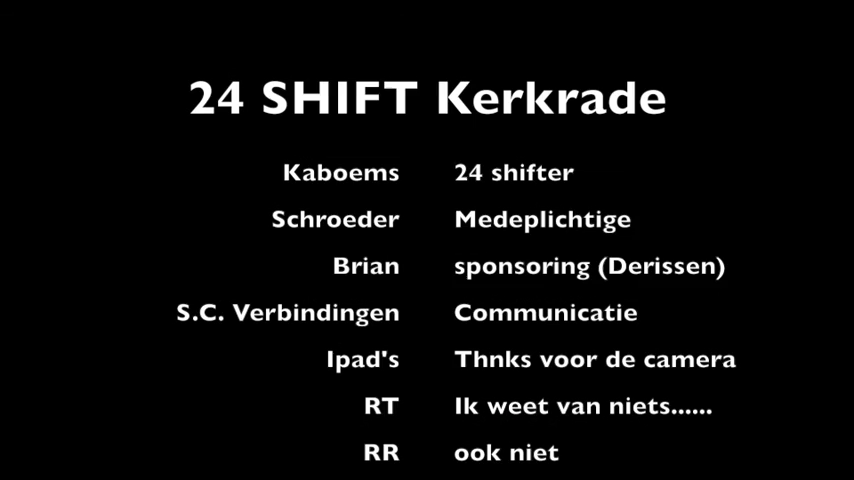 24 SHIFT Kerkrade
Kaboems 24 shifter
Schroeder Medeplichtige
Brian sponsoring (Derissen)
S.C. Verbindingen Communicatie
Ipad's Thnks voor de camera
RT Ik weet van niets......
RR ook niet